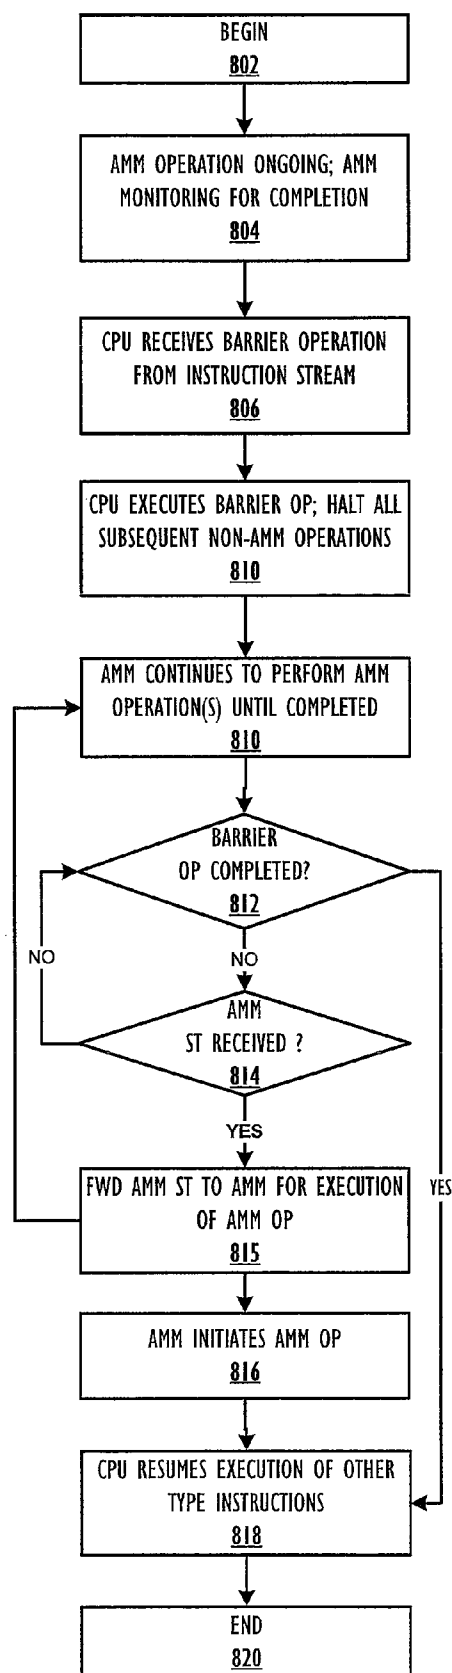 BEGIN
802
AMM OPERATION ONGOING; AMM
MONITORING FOR COMPLETION
804
CPU RECEIVES BARRIER OPERATION
FROM INSTRUCTION STREAM
806
CPU EXECUTES BARRIER OP; HALT ALL
SUBSEQUENT NON-AMM OPERATIONS
810
AMM CONTINUES TO PERFORM AMM
OPERATION(S) UNTIL COMPLETED
810
BARRIER
OP COMPLETED?
812
NO
NO
AMM
ST RECEIVED ?
814
YES
FWD AMM ST TO AMM FOR EXECUTION
OF AMM OP
815
YES
AMM INITIATES AMM OP
816
CPU RESUMES EXECUTION OF OTHER
TYPE INSTRUCTIONS
818
END
820